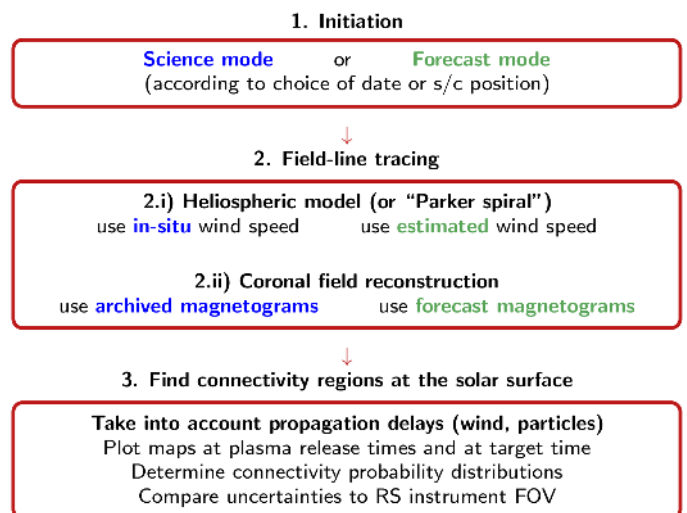 1. Initiation
Science mode or Forecast mode
(according to choice of date or s/c position)
↓
2. Field-line tracing
2.i) Heliospheric model (or “Parker spiral”)
use in-situ wind speed use estimated wind speed
2.ii) Coronal field reconstruction
use archived magnetograms use forecast magnetograms
↓
3. Find connectivity regions at the solar surface
Take into account propagation delays (wind, particles)
Plot maps at plasma release times and at target time
Determine connectivity probability distributions
Compare uncertainties to RS instrument FOV